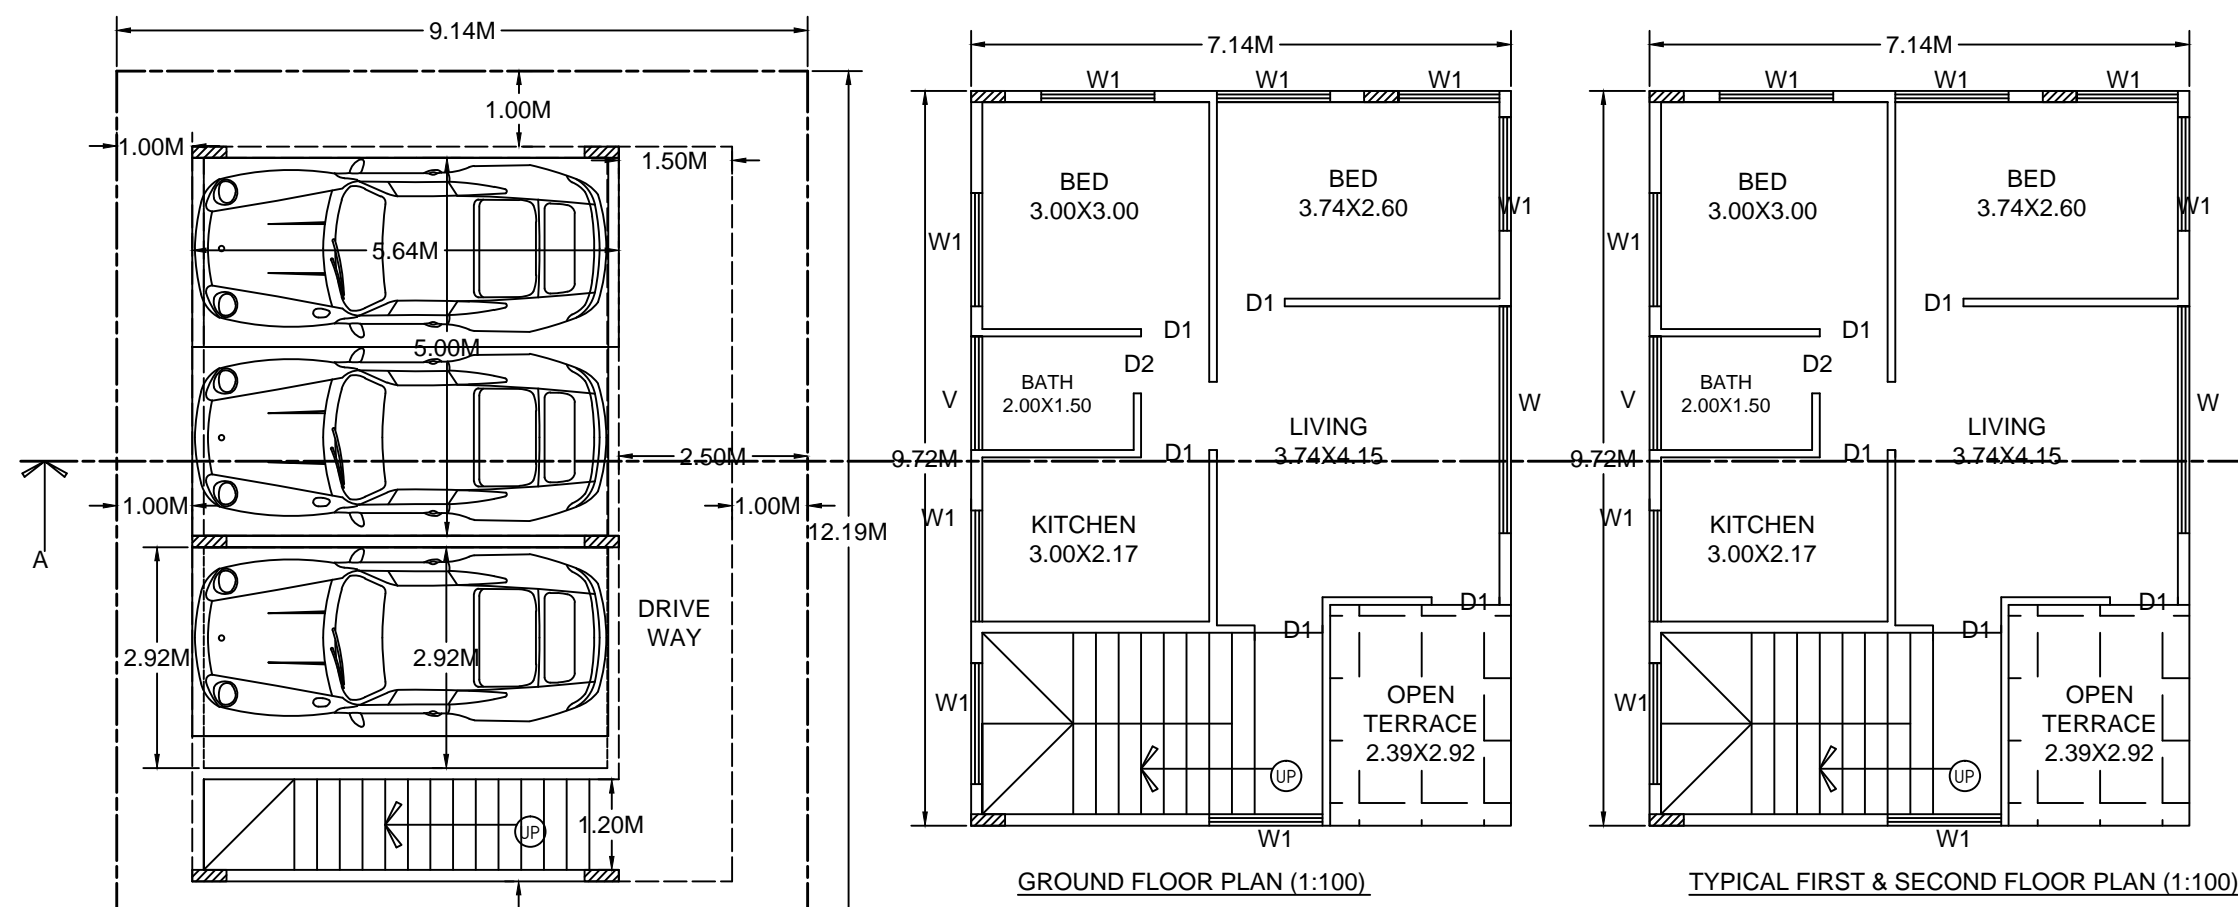 9.14M
1.00M
1.00M
1.50M
5.64M
5.00M
2.50M
1.00M
1.00M
12.19M
A
DRIVE
WAY
2.92M
2.92M
1.20M
UP
7.14M
W1
W1
W1
BED
3.00X3.00
BED
3.74X2.60
W1
W1
D1
D1
D2
BATH
2.00X1.50
V
W
LIVING
3.74X4.15
D1
9.72M
W1
KITCHEN
3.00X2.17
D1
D1
W1
OPEN
TERRACE
2.39X2.92
UP
W1
GROUND FLOOR PLAN (1:100)
7.14M
W1
W1
W1
BED
3.00X3.00
BED
3.74X2.60
W1
W1
D1
D1
D2
BATH
2.00X1.50
V
W
LIVING
3.74X4.15
D1
9.72M
W1
KITCHEN
3.00X2.17
D1
D1
W1
OPEN
TERRACE
2.39X2.92
UP
W1
TYPICAL FIRST & SECOND FLOOR PLAN (1:100)